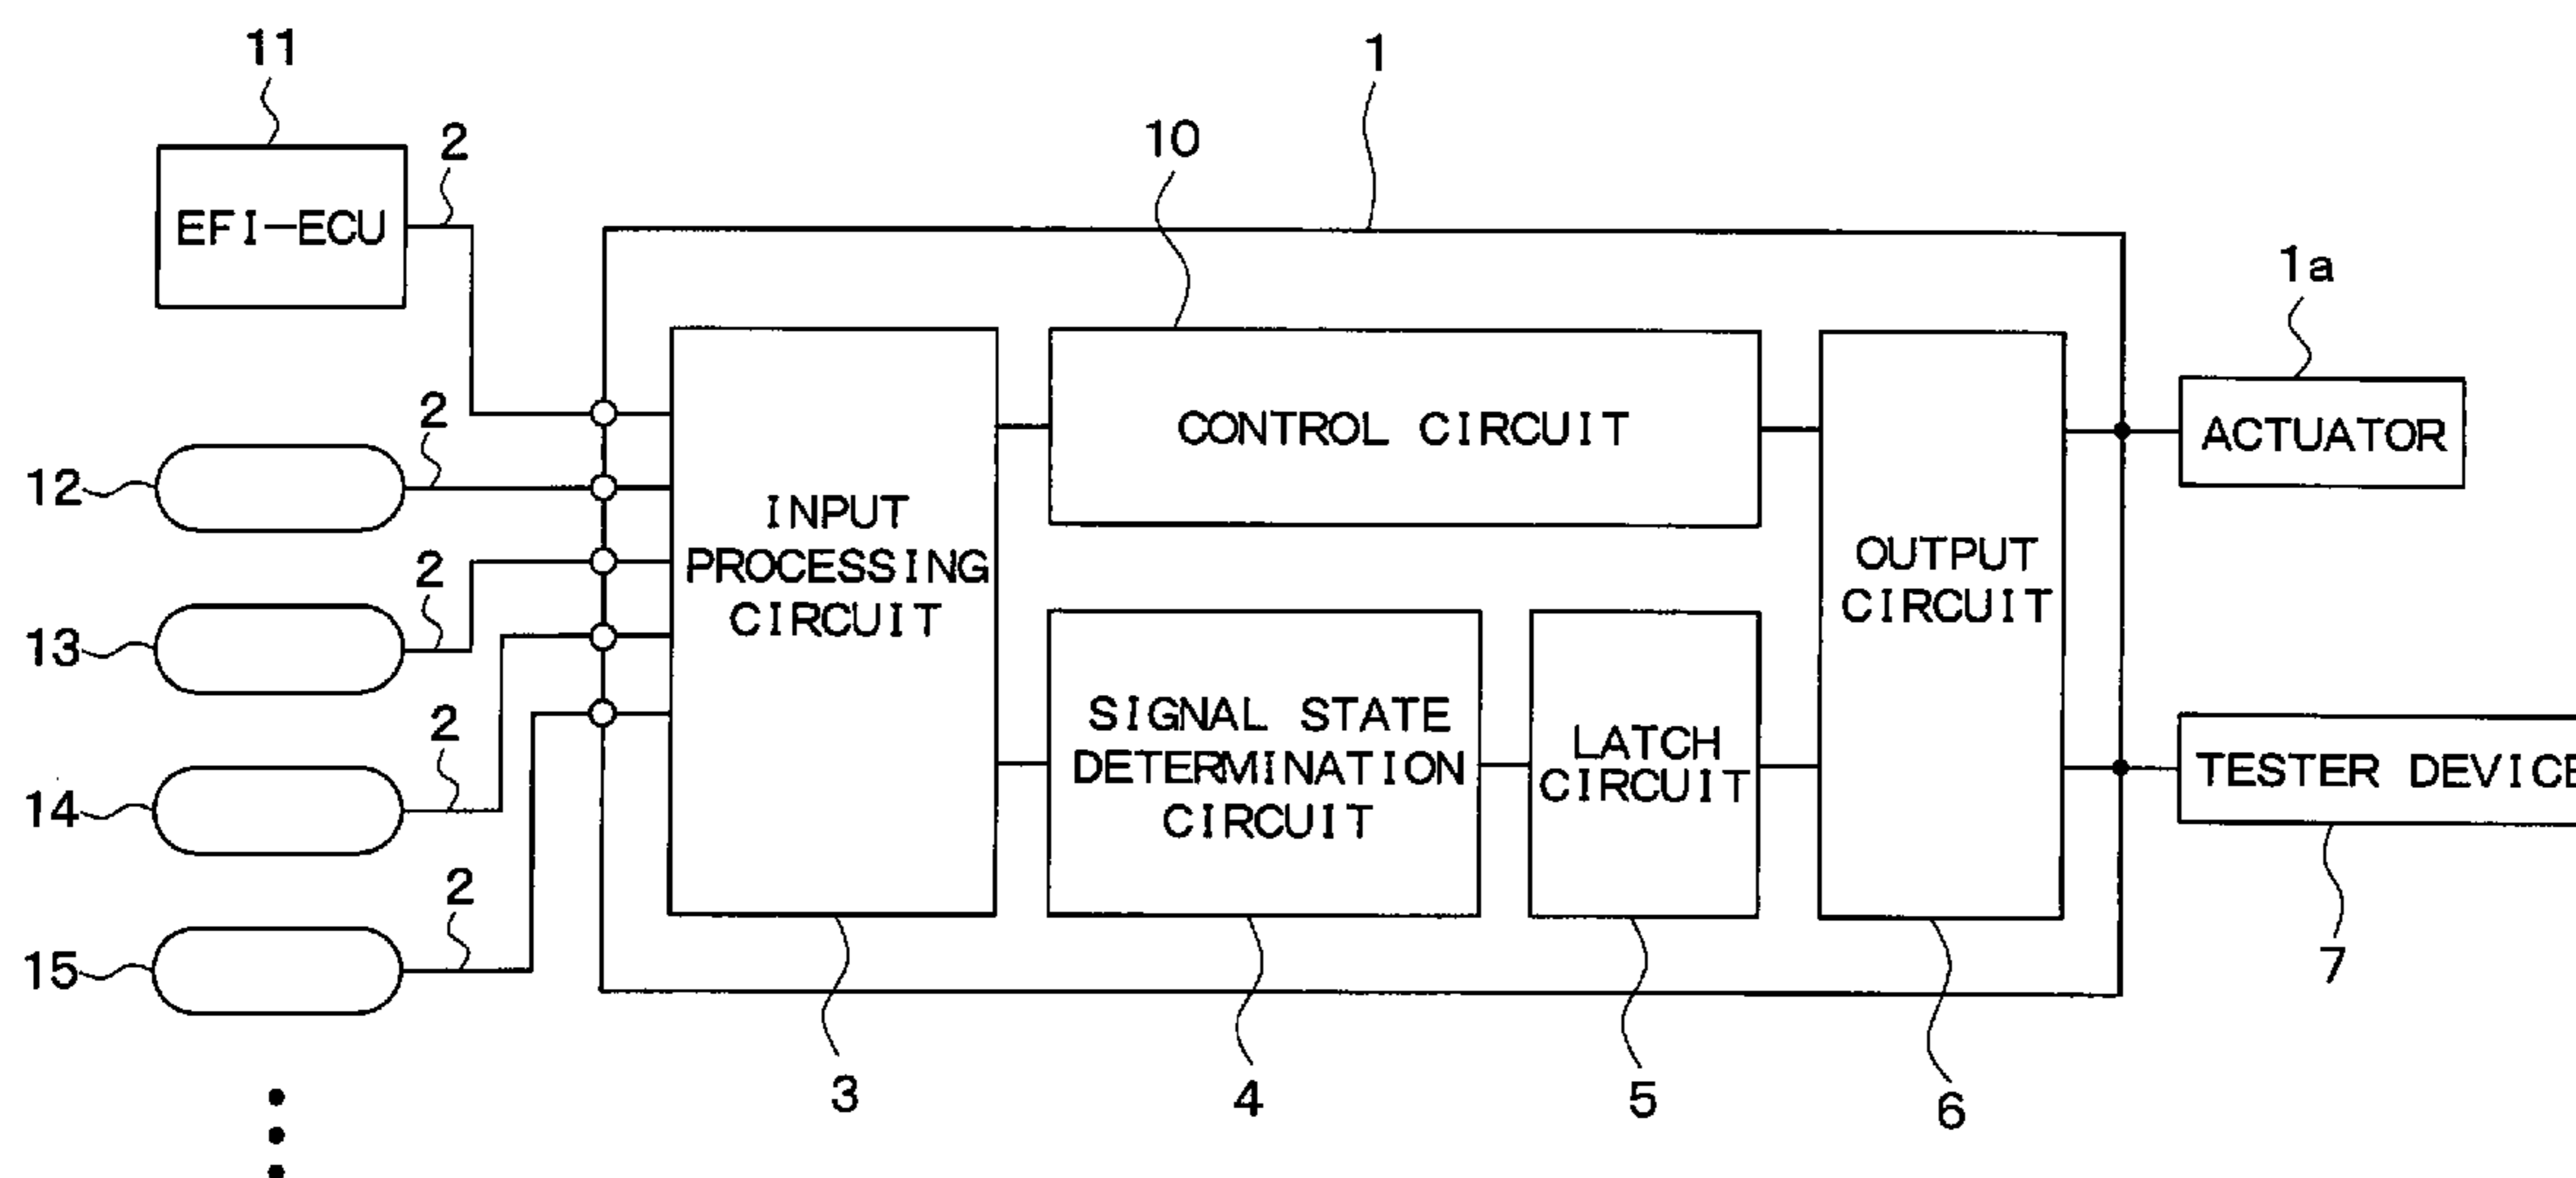 11
1
2
10
EFI-ECU
1a
2
CONTROL CIRCUIT
ACTUATOR
12
INPUT
PROCESSING
CIRCUIT
2
OUTPUT
CIRCUIT
13
2
SIGNAL STATE
DETERMINATION
CIRCUIT
LATCH
CIRCUIT
TESTER DEVICE
14
2
15
7
3
4
5
6